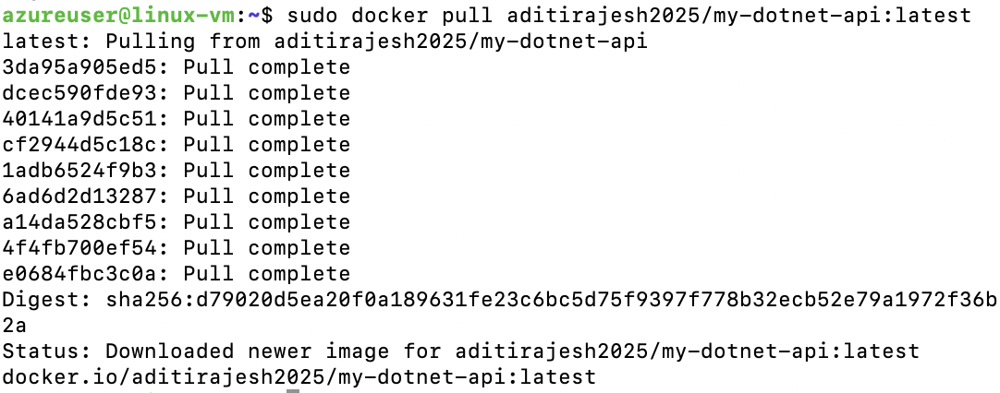 azureuser@linux-vm:~$ sudo docker pull aditirajesh2025/my-dotnet-api:latest
latest: Pulling from aditirajesh2025/my-dotnet-api
3da95a905ed5: Pull complete
dcec590fde93: Pull complete
40141a9d5c51: Pull complete
cf2944d5c18c: Pull complete
1adb6524f9b3: Pull complete
6ad6d2d13287: Pull complete
a14da528cbf5: Pull complete
4f4fb700ef54: Pull complete
e0684fbc3c0a: Pull complete
Digest: sha256:d79020d5ea20f0a189631fe23c6bc5d75f9397f778b32ecb52e79a1972f36b
2a
Status: Downloaded newer image for aditirajesh2025/my-dotnet-api:latest
docker.io/aditirajesh2025/my-dotnet-api:latest